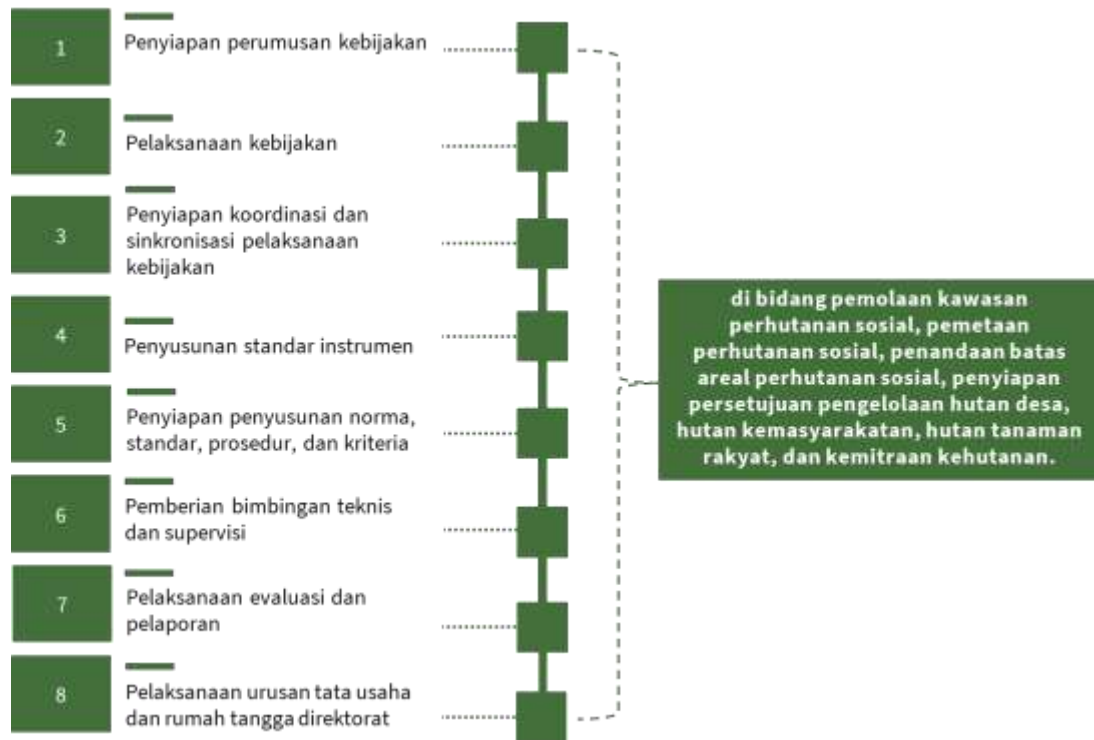 1
Penyiapan perumusan kebijakan
2
Pelaksanaan kebijakan
3
Penyiapan koordinasi dan
sinkronisasi pelaksanaan
kebijakan
4
Penyusunan standar instrumen
5
Penyiapan penyusunan norma,
standar, prosedur, dan kriteria
6
Pemberian bimbingan teknis
dan supervisi
7
Pelaksanaan evaluasi dan
pelaporan
8
Pelaksanaan urusan tata usaha
dan rumah tangga direktorat
di bidang pemolaan kawasan
perhutanan sosial, pemetaan
perhutanan sosial, penandaan batas
areal perhutanan sosial, penyiapan
persetujuan pengelolaan hutan desa,
hutan kemasyarakatan, hutan tanaman
rakyat, dan kemitraan kehutanan.